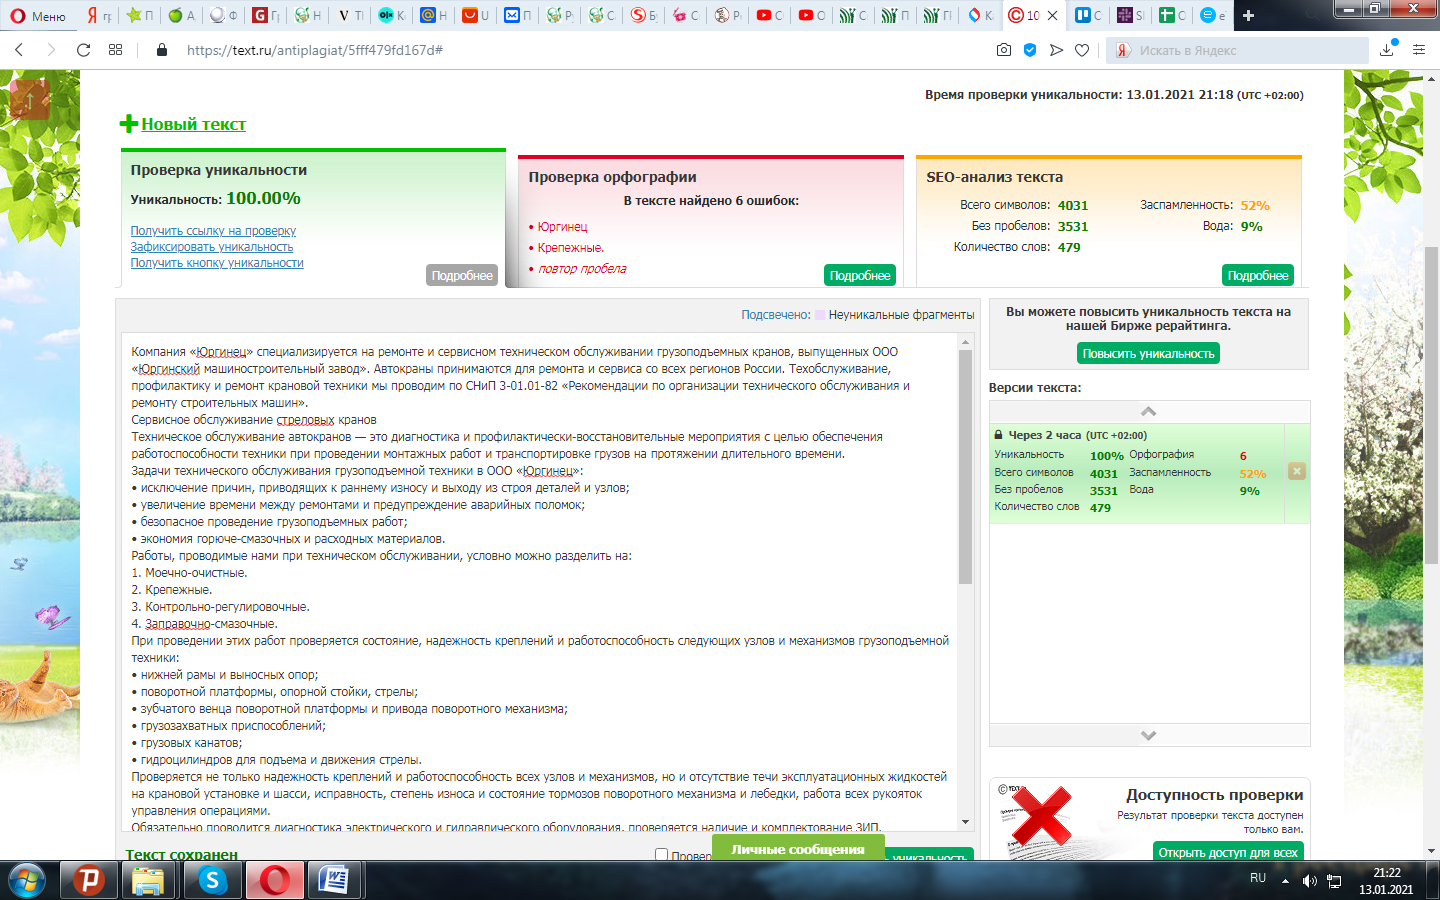 Меню
https://text.ru/antiplagiat/5fff479fd167d#
Искать в Яндекс
Время проверки уникальности: 13.01.2021 21:18 (UTC +02:00)
Новый текст
Проверка уникальности
Уникальность: 100.00%
Получить ссылку на проверку
Зафиксировать уникальность
Получить кнопку уникальности
Подробнее
Проверка орфографии
В тексте найдено 6 ошибок:
• Юргинец
• Крепежные.
• повтор пробела
Подробнее
SEO-анализ текста
Всего символов: 4031 Заспамленность: 52%
Без пробелов: 3531 Вода: 9%
Количество слов: 479
Подробнее
Подсвечено: Неуникальные фрагменты
Компания «Юргинец» специализируется на ремонте и сервисном техническом обслуживании грузоподъемных кранов, выпущенных ООО
«Юргинский машиностроительный завод». Автокраны принимаются для ремонта и сервиса со всех регионов России. Техобслуживание,
профилактику и ремонт крановой техники мы проводим по СНиП 3-01.01-82 «Рекомендации по организации технического обслуживания и
ремонту строительных машин».
Сервисное обслуживание стреловых кранов
Техническое обслуживание автокранов — это диагностика и профилактически-восстановительные мероприятия с целью обеспечения
работоспособности техники при проведении монтажных работ и транспортировке грузов на протяжении длительного времени.
Задачи технического обслуживания грузоподъемной техники в ООО «Юргинец»:
• исключение причин, приводящих к раннему износу и выходу из строя деталей и узлов;
• увеличение времени между ремонтами и предупреждение аварийных поломок;
• безопасное проведение грузоподъемных работ;
• экономия горюче-смазочных и расходных материалов.
Работы, проводимые нами при техническом обслуживании, условно можно разделить на:
1. Моечно-очистные.
2. Крепежные.
3. Контрольно-регулировочные.
4. Заправочно-смазочные.
При проведении этих работ проверяется состояние, надежность креплений и работоспособность следующих узлов и механизмов грузоподъемной
техники:
• нижней рамы и выносных опор;
• поворотной платформы, опорной стойки, стрелы;
• зубчатого венца поворотной платформы и привода поворотного механизма;
• грузозахватных приспособлений;
• грузовых канатов;
• гидроцилиндров для подъема и движения стрелы.
Проверяется не только надежность креплений и работоспособность всех узлов и механизмов, но и отсутствие течи эксплуатационных жидкостей
на крановой установке и шасси, исправность, степень износа и состояние тормозов поворотного механизма и лебедки, работа всех рукояток
управления операциями.
Обязательно проводится диагностика электрического и гидравлического оборудования, проверяется наличие и комплектование ЗИП.
Вы можете повысить уникальность текста на
нашей Бирже рерайтинга.
Повысить уникальность
Версии текста:
Через 2 часа (UTC +02:00)
Уникальность 100% Орфография 6
Всего символов 4031 Заспамленность 52%
Без пробелов 3531 Вода 9%
Количество слов 479
Доступность проверки
Результат проверки текста доступен
только вам.
Открыть доступ для всех
Текст сохранен
Личные сообщения
уникальность
RU
21:22
13.01.2021